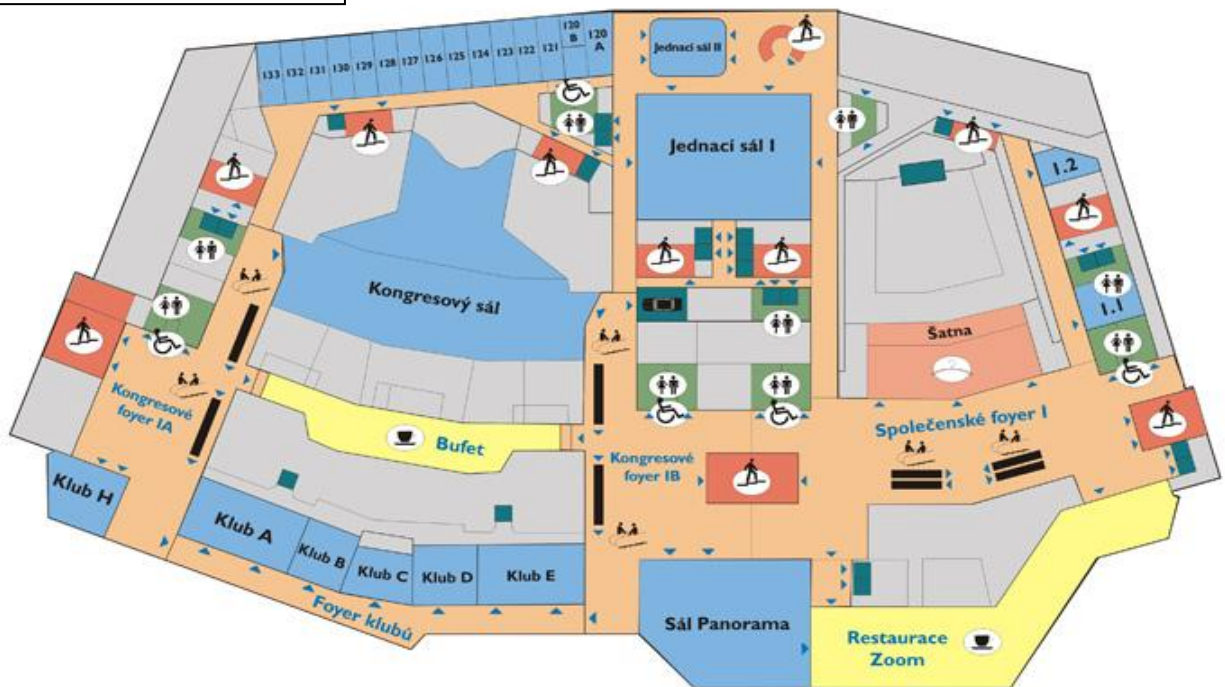 133 132 131 130 129 128 127 126 125 124 123 122 121 120 B 120 A
Jednací sál II
Jednací sál I
1.2
1.1
Kongresový sál
Šatna
Kongresové
foyer IA
Bufet
Kongresové
foyer IB
Společenské foyer I
Klub H
Klub A
Klub B
Klub C
Klub D
Klub E
Foyer klubů
Sál Panorama
Restaurace
Zoom